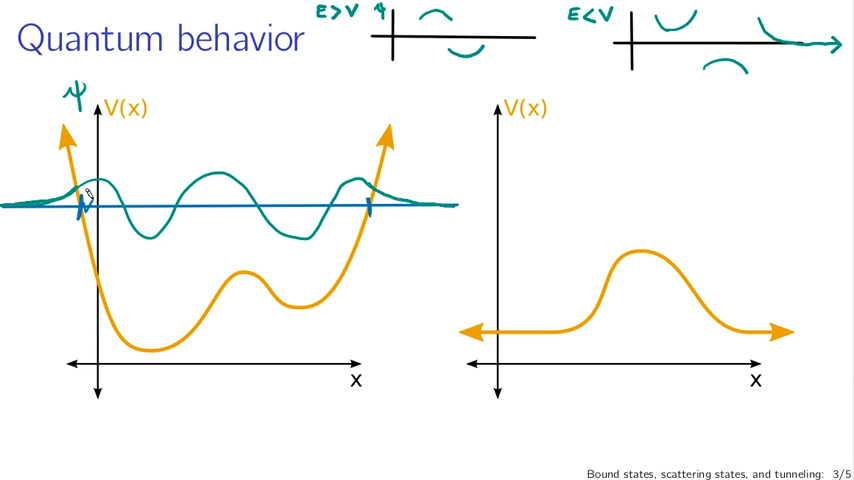 Quantum behavior
E > V ψ
E < V
ψ
V(x)
x
V(x)
x
Bound states, scattering states, and tunneling: 3/5